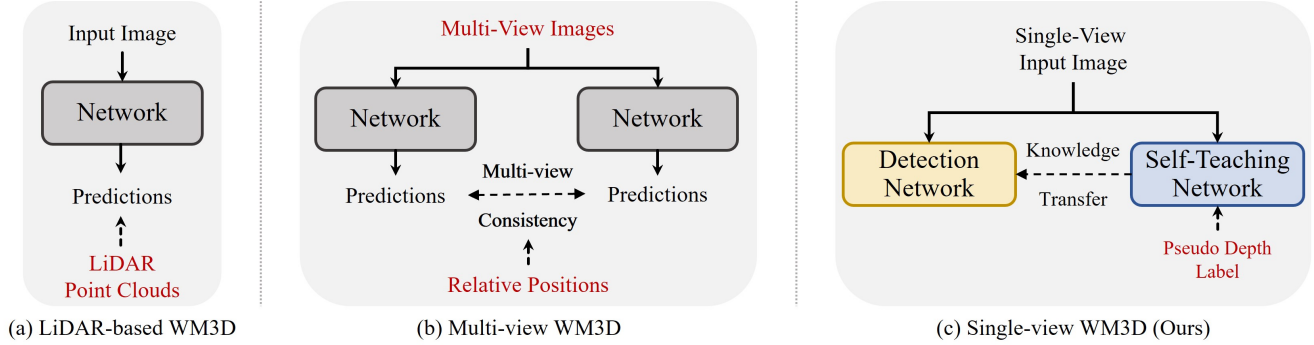 Input Image
Network
Predictions
LiDAR
Point Clouds
(a) LiDAR-based WM3D
Multi-View Images
Network
Network
Predictions
Multi-view
Consistency
Predictions
Relative Positions
(b) Multi-view WM3D
Single-View
Input Image
Detection
Network
Knowledge
Transfer
Self-Teaching
Network
Pseudo Depth
Label
(c) Single-view WM3D (Ours)